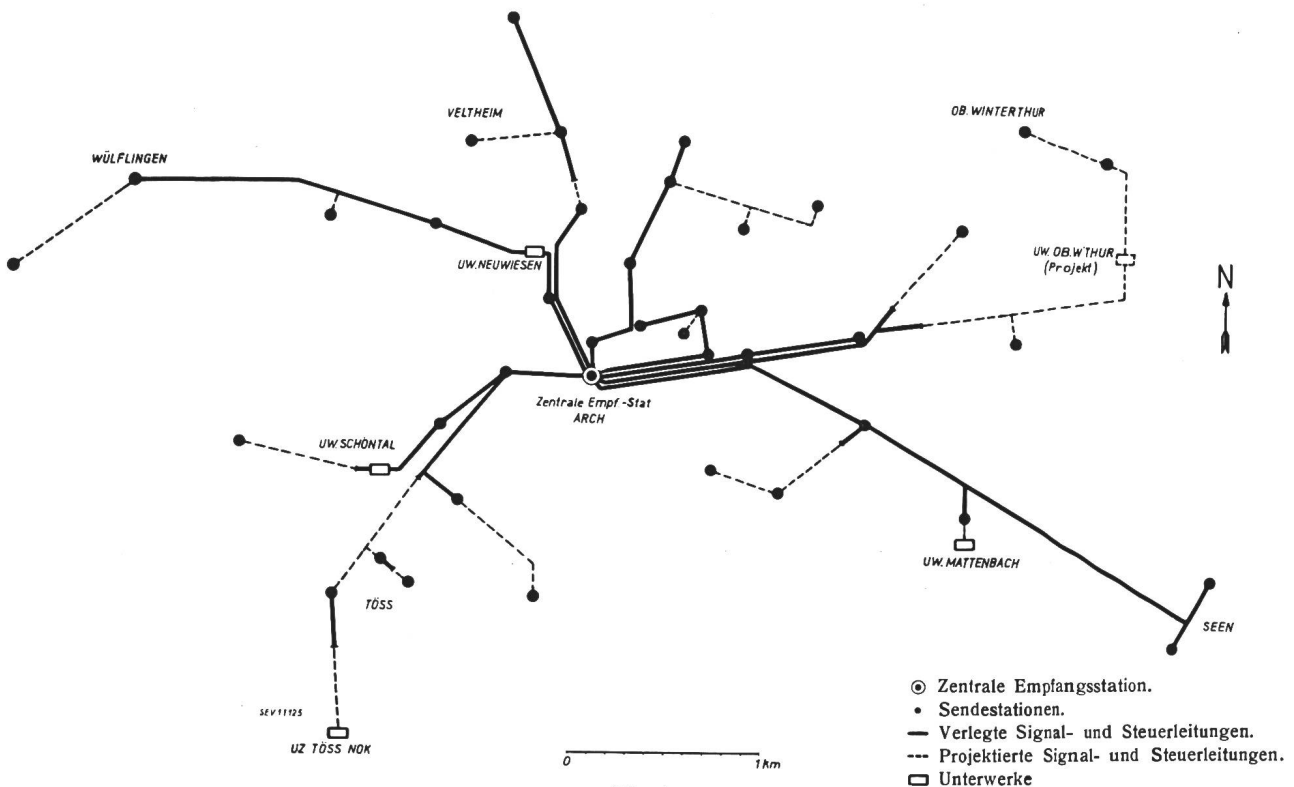 VELTHEIM
OB. WINTERTHUR
WÜLFLINGEN
UW. NEUWIESEN
UW. OB. W'THUR
(Projekt)
N
Zentrale Empf-Stat
ARCH
UW. SCHÖNTAL
UW. MATTENBACH
TÖSS
SEEN
SEV11125
UZ TÖSS NOK
0
1 km
Zentrale Empfangsstation.
Sendestationen.
Verlegte Signal- und Steuerleitungen.
Projektierte Signal- und Steuerleitungen.
Unterwerke